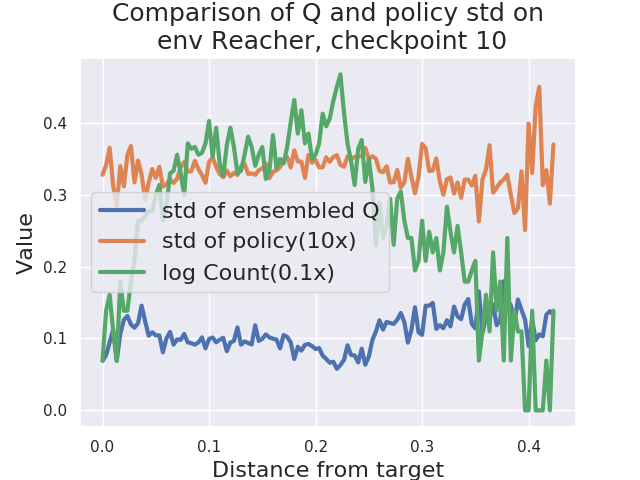 Comparison of Q and policy std on
env Reacher, checkpoint 10
Value
0.4
0.3
0.2
0.1
0.0
std of ensembled Q
std of policy(10x)
log Count(0.1x)
0.0 0.1 0.2 0.3 0.4
Distance from target